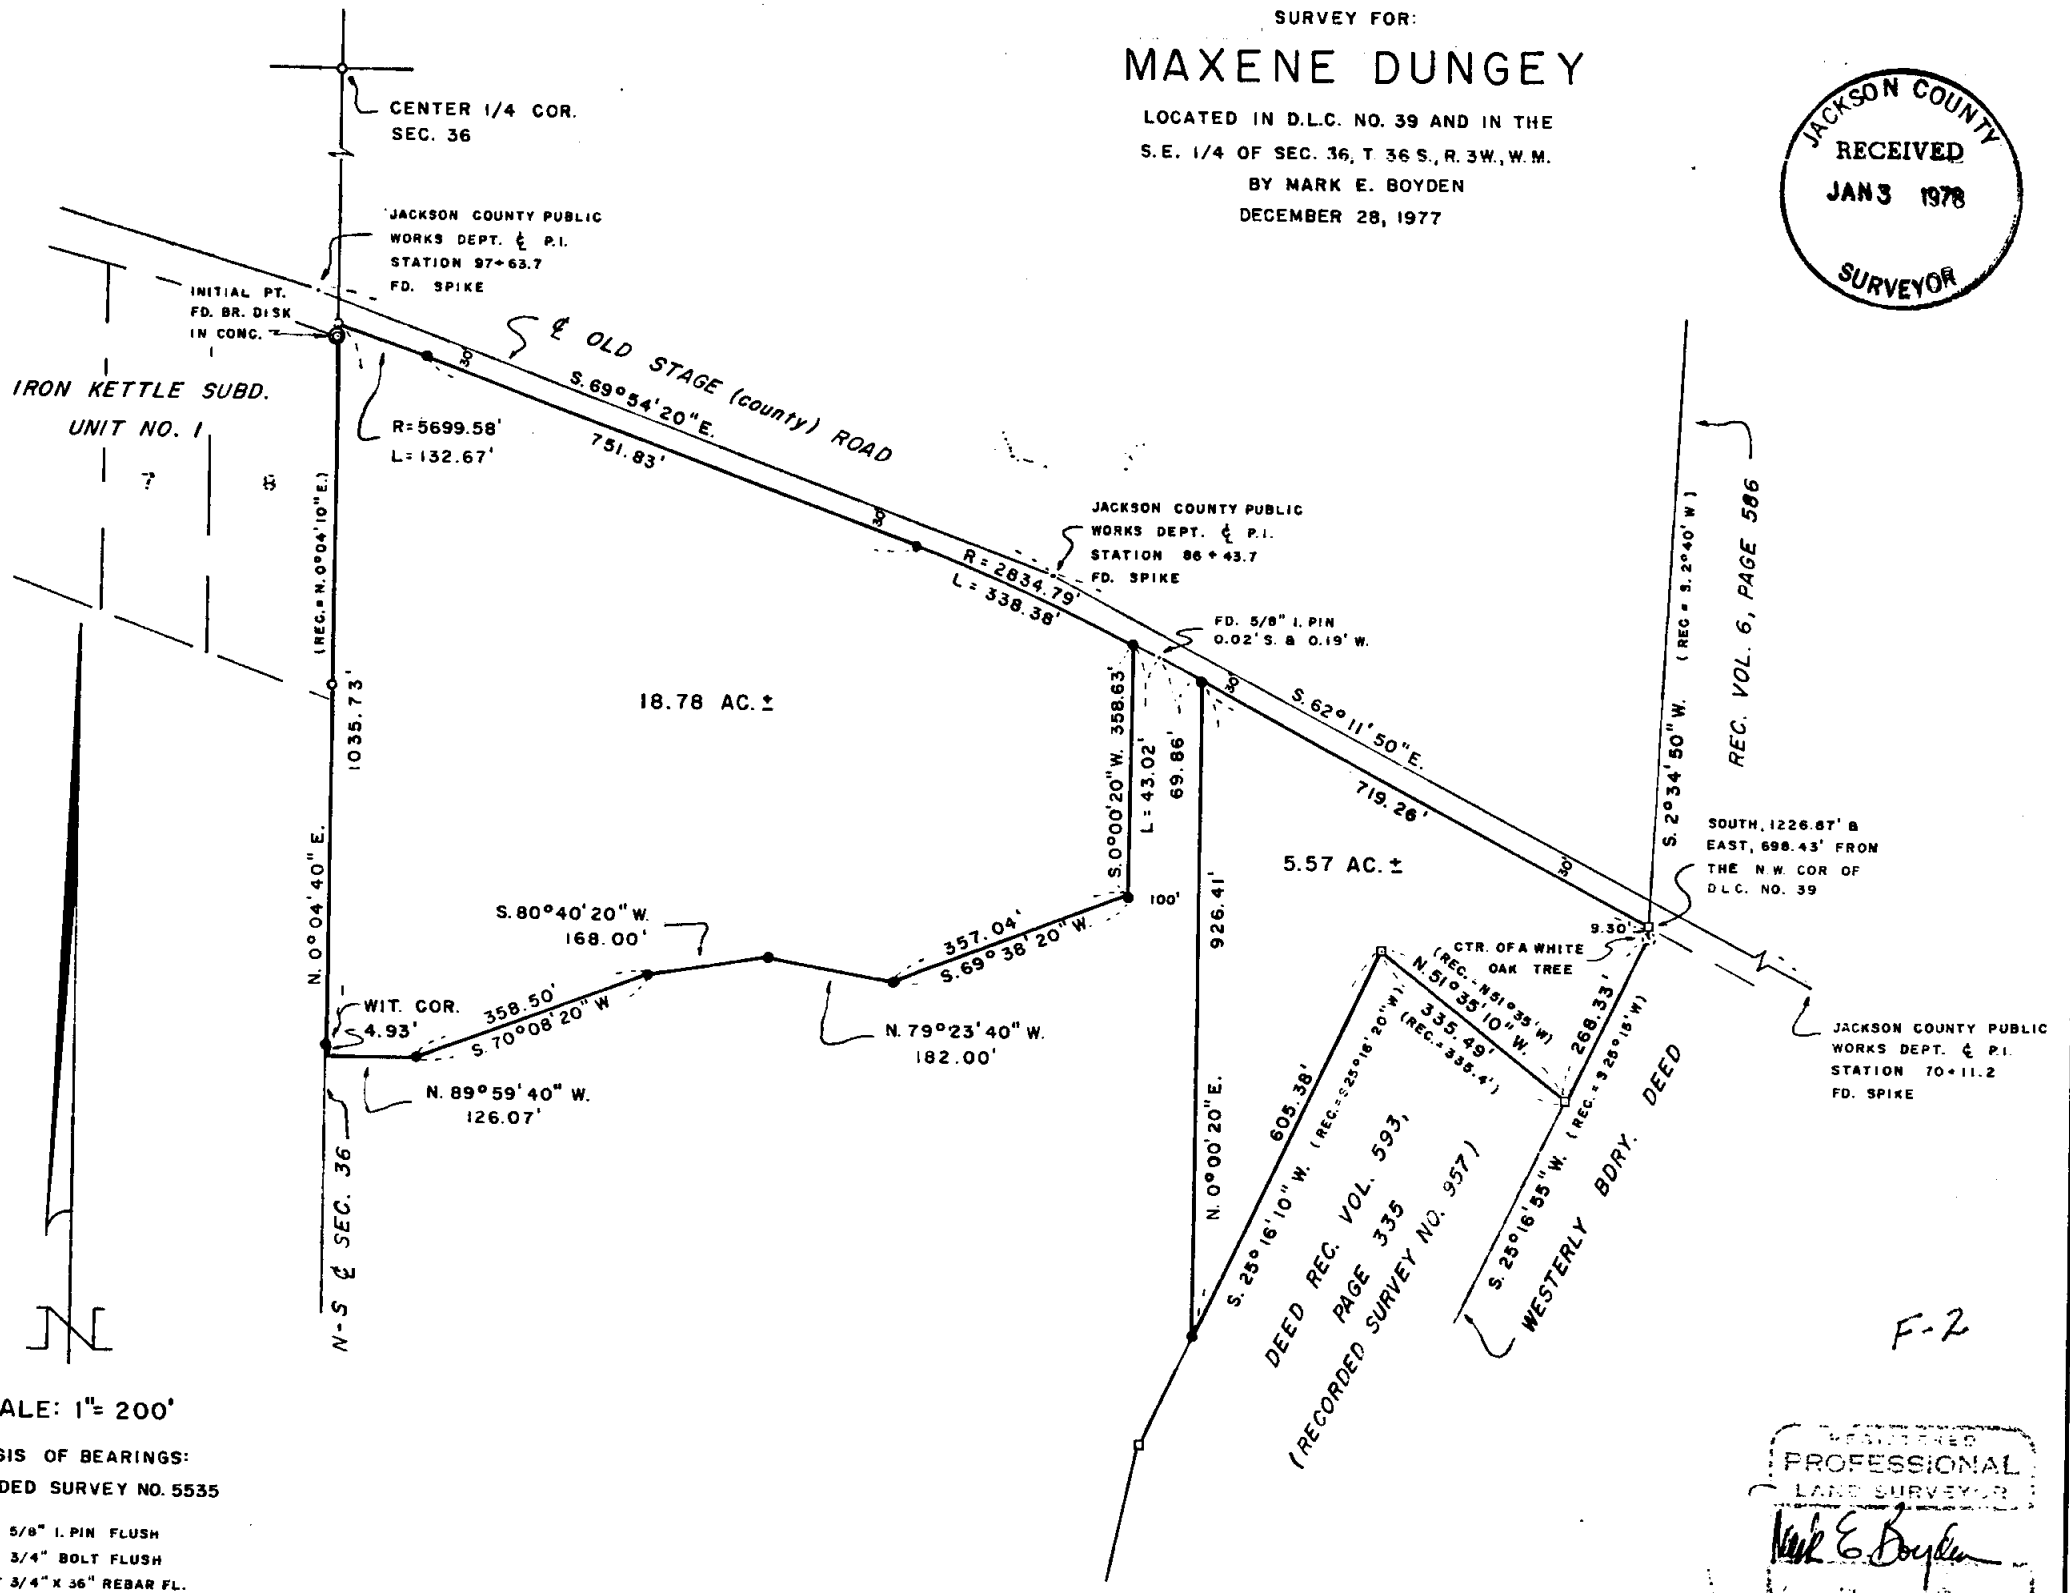 SURVEY FOR:
MAXENE DUNGEY
LOCATED IN D.L.C. NO. 39 AND IN THE
S.E. 1/4 OF SEC. 36, T. 36 S., R. 3W., W.M.
BY MARK E. BOYDEN
DECEMBER 28, 1977
JACKSON COUNTY
RECEIVED
JAN 3 1978
SURVEYOR
CENTER 1/4 COR.
SEC. 36
JACKSON COUNTY PUBLIC
WORKS DEPT. ℄ P.I.
STATION 97+63.7
FD. SPIKE
INITIAL PT.
FD. BR. DISK
IN CONC.
IRON KETTLE SUBD.
UNIT NO. 1
7
8
R=5699.58'
L=132.67'
30'
℄ OLD STAGE (county) ROAD
S. 69°54'20" E.
751.83'
30'
JACKSON COUNTY PUBLIC
WORKS DEPT. ℄ P.I.
STATION 86+43.7
FD. SPIKE
R=2834.79'
L=338.38'
FD. 5/8" I. PIN
0.02' S. & 0.19' W.
(REC.=N.0°04'10"E.)
1035.73'
N. 0°04'40" E.
18.78 AC.±
S.0°00'20"W. 358.63'
L=43.02'
69.86'
30'
S. 62°11'50"E.
719.26'
30'
S. 2°34'50" W. (REC = S. 2°40' W)
REC. VOL. 6, PAGE 586
SOUTH, 1226.87' &
EAST, 698.43' FROM
THE N.W. COR OF
D.L.C. NO. 39
5.57 AC.±
100'
926.41'
N. 0°00'20" E.
9.30'
CTR. OF A WHITE
OAK TREE
S. 80°40'20" W.
168.00'
357.04'
S. 69°38'20" W.
N. 79°23'40" W.
182.00'
358.50'
S. 70°08'20" W
WIT. COR.
4.93'
N. 89°59'40" W.
126.07'
N-S ℄ SEC. 36
(REC.=N51°35'W)
N. 51°35'10" W.
335.49'
(REC.=335.4')
268.33'
605.38'
S. 25°16'10" W. (REC.=S.25°16'20"W)
S. 25°16'55" W. (REC.=S 25°15'W)
WESTERLY BDRY. DEED
DEED REC. VOL. 593,
PAGE 335
(RECORDED SURVEY NO. 957)
JACKSON COUNTY PUBLIC
WORKS DEPT. ℄ P.I.
STATION 70+11.2
FD. SPIKE
F-2
N
ALE: 1"= 200'
SIS OF BEARINGS:
DED SURVEY NO. 5535
5/8" I. PIN FLUSH
3/4" BOLT FLUSH
3/4" X 36" REBAR FL.
REGISTERED
PROFESSIONAL
LAND SURVEYOR
Mark E Boyden